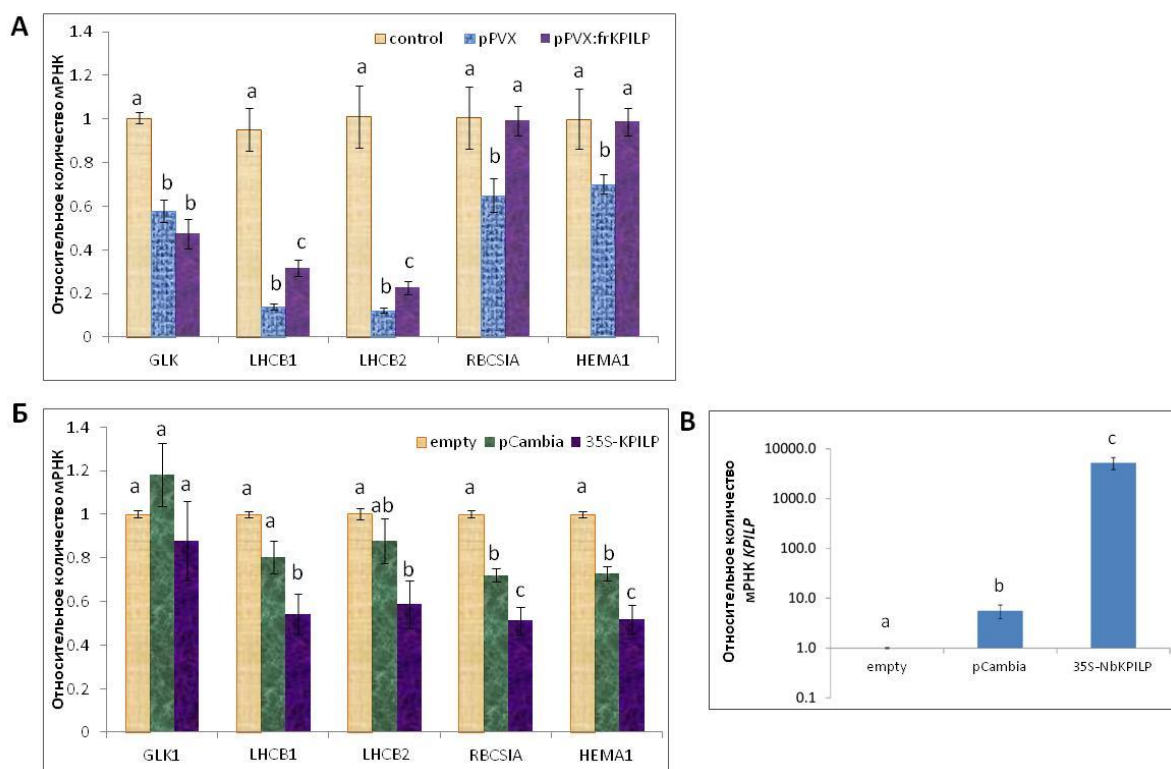 А
Относительное количество мРНК
1.4
1.2
1
0.8
0.6
0.4
0.2
0
control pPVX pPVX:frKPILP
a b b
a b c
a b c
a b a
a b a
GLK LHCB1 LHCB2 RBCSIA HEMA1
Б
Относительное количество мРНК
1.4
1.2
1
0.8
0.6
0.4
0.2
0
empty pCambia 35S-KPILP
a a a
a a b
a ab b
a b c
a b c
GLK1 LHCB1 LHCB2 RBCSIA HEMA1
В
Относительное количество
мРНК KPILP
10000.0
1000.0
100.0
10.0
1.0
0.1
a b c
empty pCambia 35S-NbKPILP